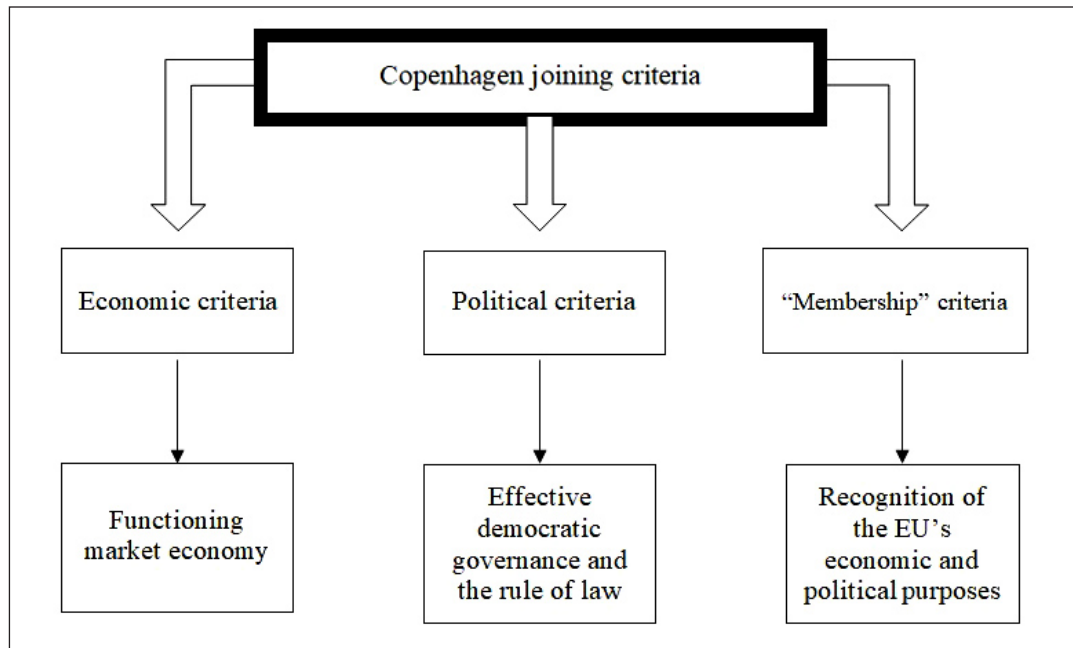 Copenhagen joining criteria
Economic criteria
Political criteria
“Membership” criteria
Functioning
market economy
Effective
democratic
governance and
the rule of law
Recognition of
the EU’s
economic and
political purposes